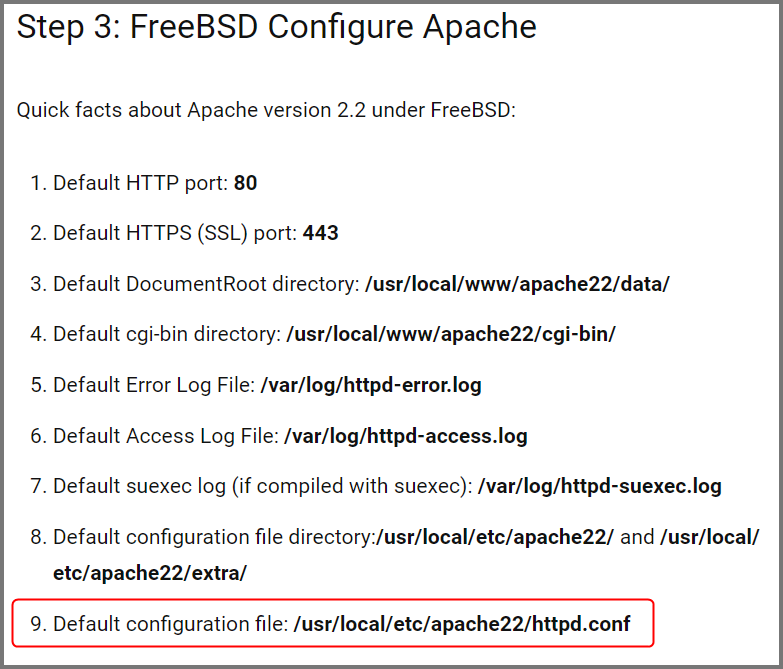 Step 3: FreeBSD Configure Apache
Quick facts about Apache version 2.2 under FreeBSD:
1. Default HTTP port: 80
2. Default HTTPS (SSL) port: 443
3. Default DocumentRoot directory: /usr/local/www/apache22/data/
4. Default cgi-bin directory: /usr/local/www/apache22/cgi-bin/
5. Default Error Log File: /var/log/httpd-error.log
6. Default Access Log File: /var/log/httpd-access.log
7. Default suexec log (if compiled with suexec): /var/log/httpd-suexec.log
8. Default configuration file directory:/usr/local/etc/apache22/ and /usr/local/
etc/apache22/extra/
9. Default configuration file: /usr/local/etc/apache22/httpd.conf